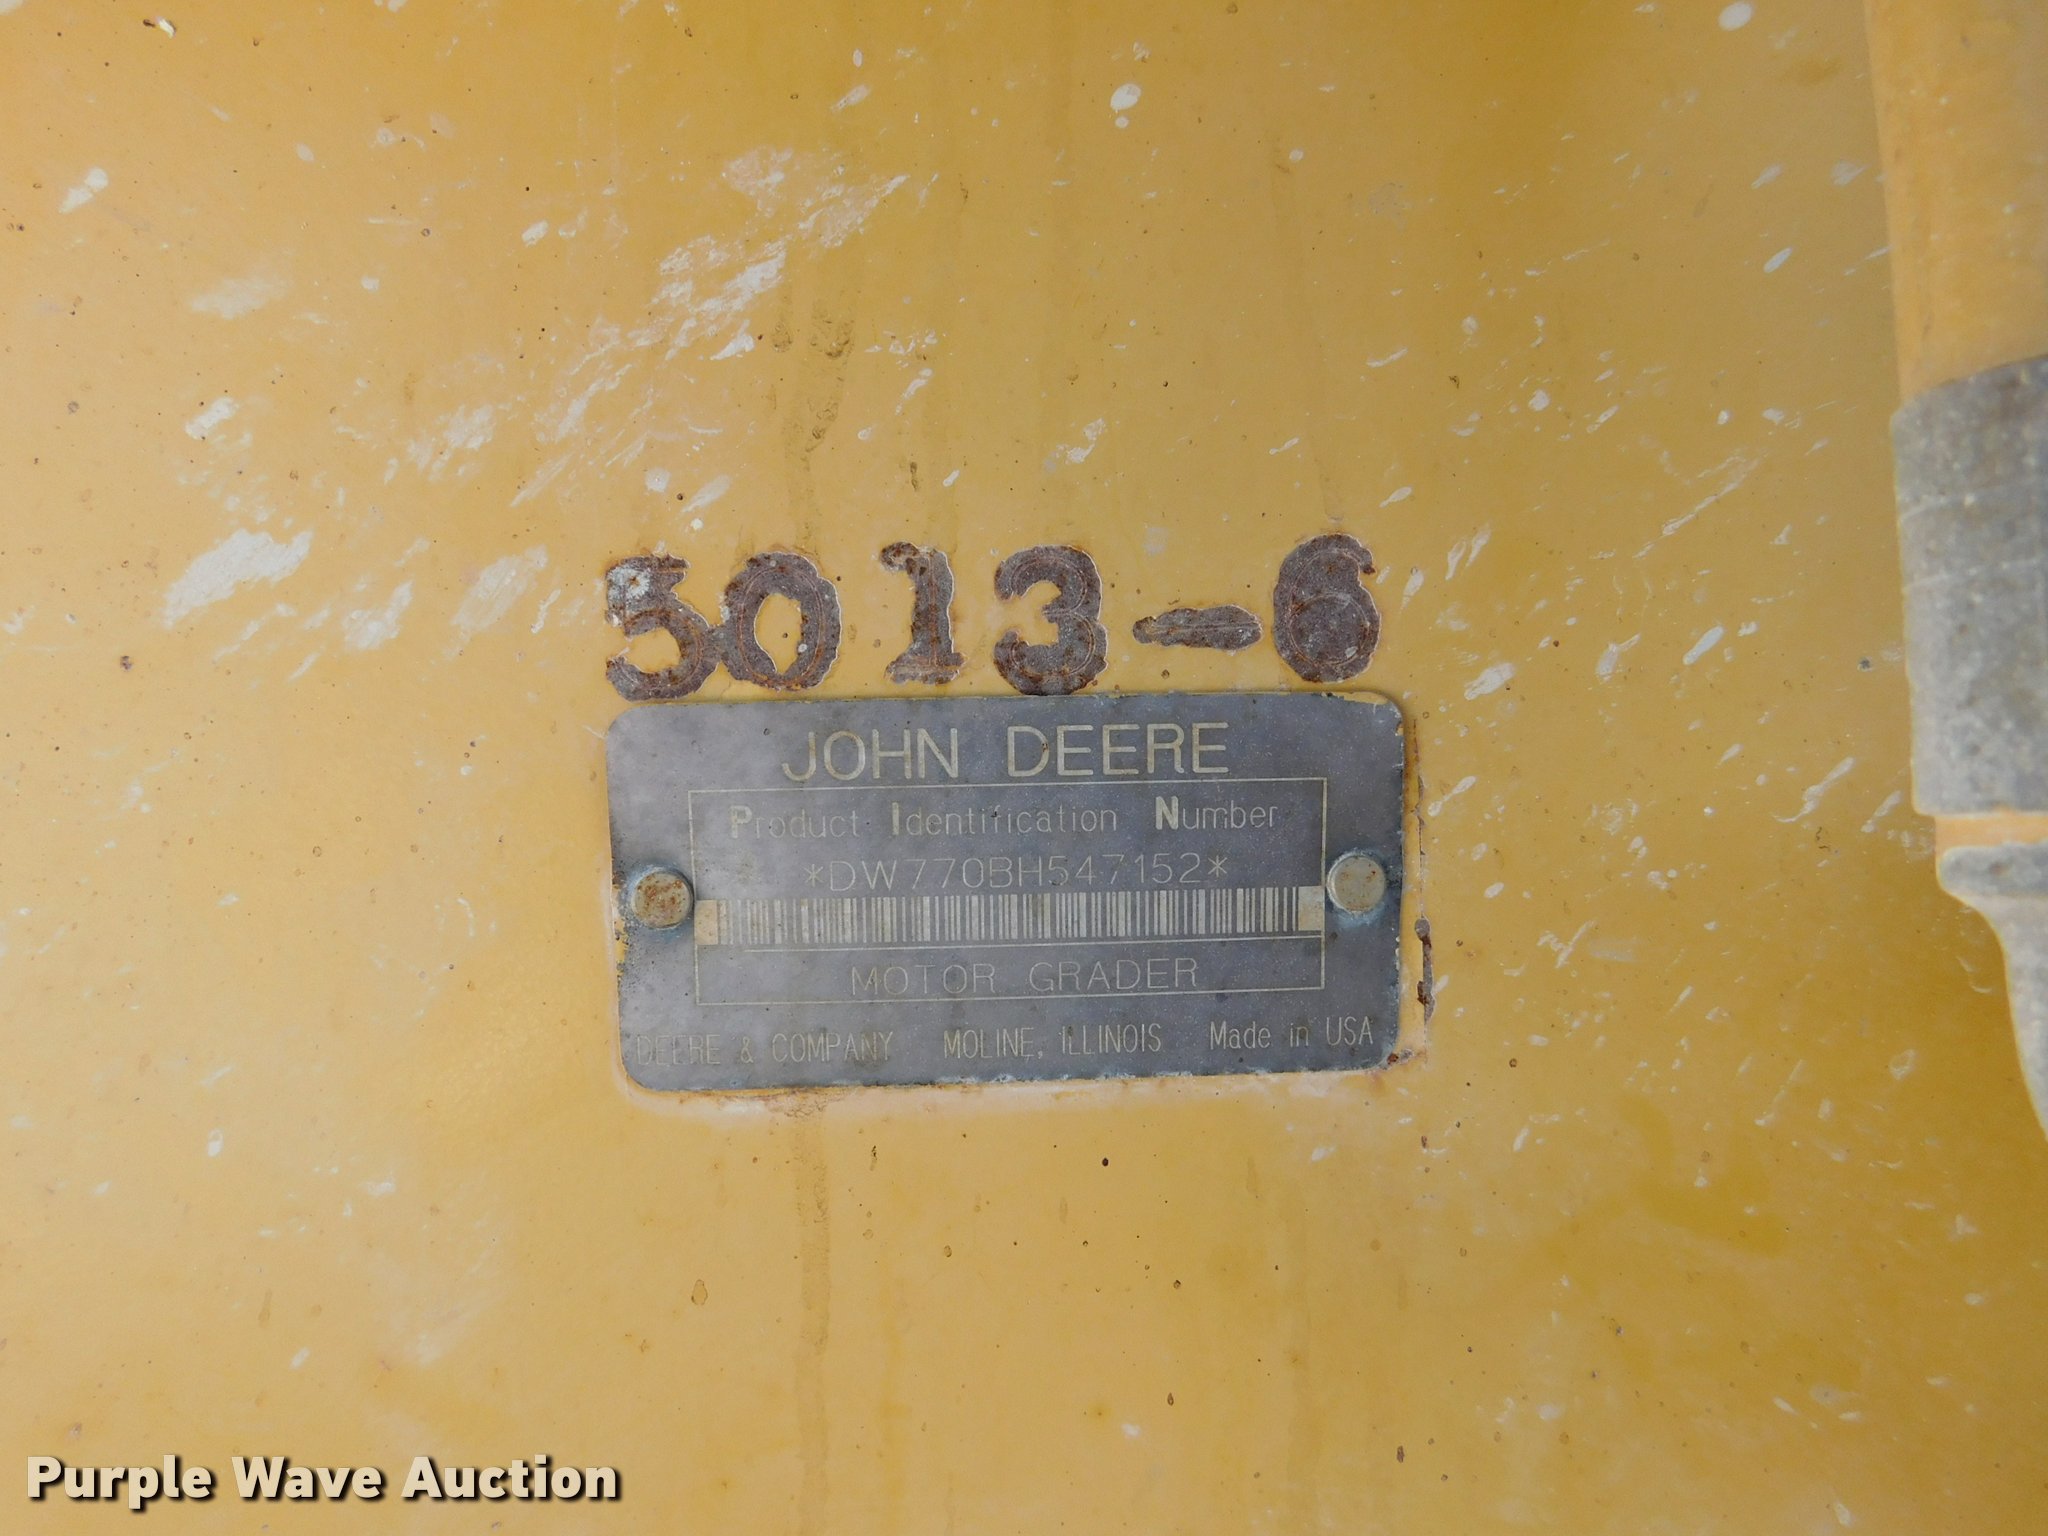 5013-6
JOHN DEERE
Product Identification Number
*DW770BH547152*
MOTOR GRADER
DEERE & COMPANY MOLINE, ILLINOIS Made in USA
Purple Wave Auction